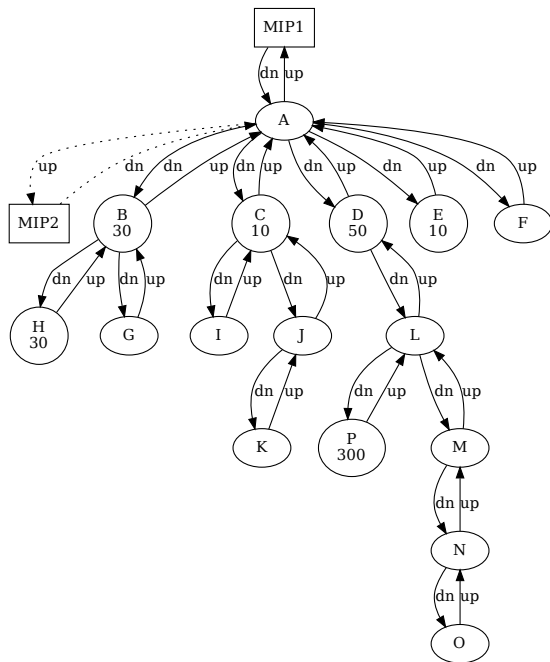 MIP1
dn up
A
up dn dn up dn up dn up dn up dn up
MIP2
B
30
C
10
D
50
E
10
F
dn up dn up dn up dn up dn up
H
30
G
I
J
L
dn up dn up dn up
K
P
300
M
dn up
N
dn up
O